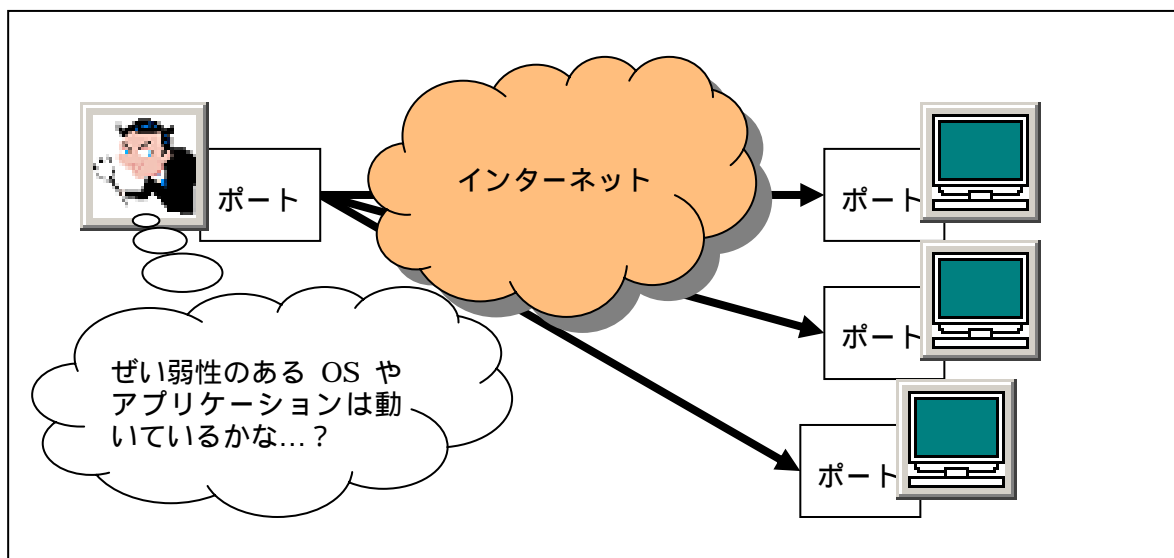 インターネット
ポート
ポート
ポート
ポート
ぜい弱性のある OS や
アプリケーションは動
いているかな…？